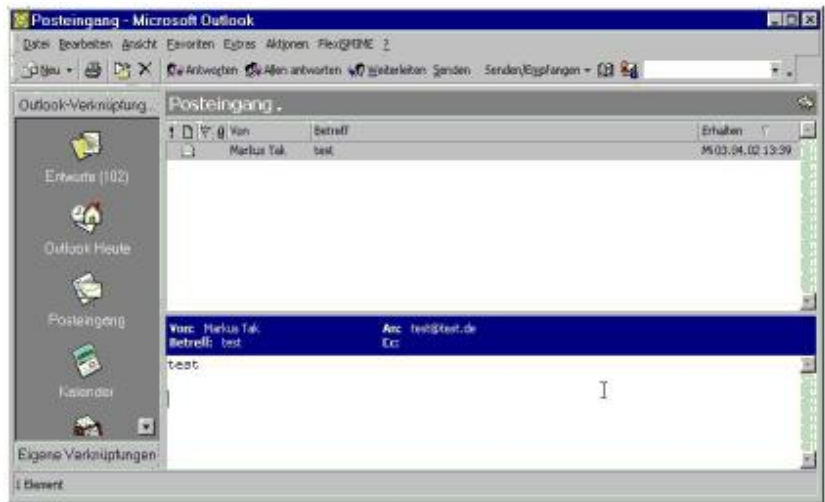 Posteingang - Microsoft Outlook
Datei Bearbeiten Ansicht Favoriten Extras Aktionen Flex!S/MIME ?
Neu Antworten Allen antworten Weiterleiten Senden Senden/Empfangen
Outlook-Verknüpfung...
Posteingang .
! Von Betreff Erhalten
Markus Tak test Mi 03.04.02 13:39
Entwürfe (102)
Outlook Heute
Posteingang
Kalender
Von: Markus Tak An: test@test.de
Betreff: test Cc:
test
Eigene Verknüpfungen
1 Element